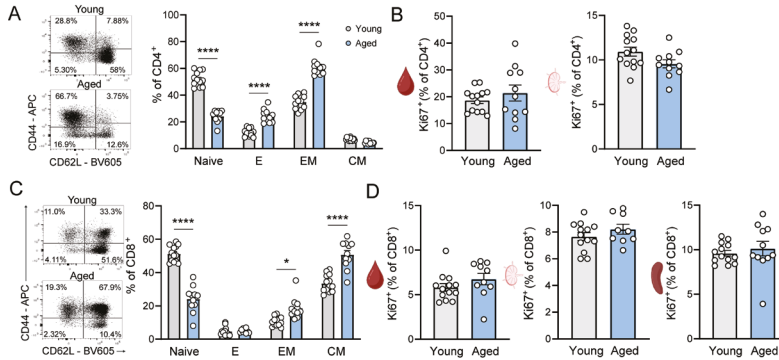 A
Young
28.8%
7.88%
5.30%
58%
Aged
66.7%
3.75%
16.9%
12.6%
CD44 - APC
CD62L - BV605
% of CD4⁺
100
80
60
40
20
0
****
****
****
Young
Aged
Naive
E
EM
CM
B
Ki67⁺(% of CD4⁺)
50
40
30
20
10
0
Young
Aged
Ki67⁺ (% of CD4⁺)
15
10
5
0
Young
Aged
C
Young
11.0%
33.3%
4.11%
51.6%
Aged
19.3%
67.9%
2.32%
10.4%
CD44 - APC
CD62L - BV605 →
% of CD8⁺
80
60
40
20
0
****
*
****
Naive
E
EM
CM
D
Ki67⁺ (% of CD8⁺)
20
15
10
5
0
Young
Aged
Ki67⁺ (% of CD8⁺)
10
8
6
4
2
0
Young
Aged
Ki67⁺ (% of CD8⁺)
15
10
5
0
Young
Aged